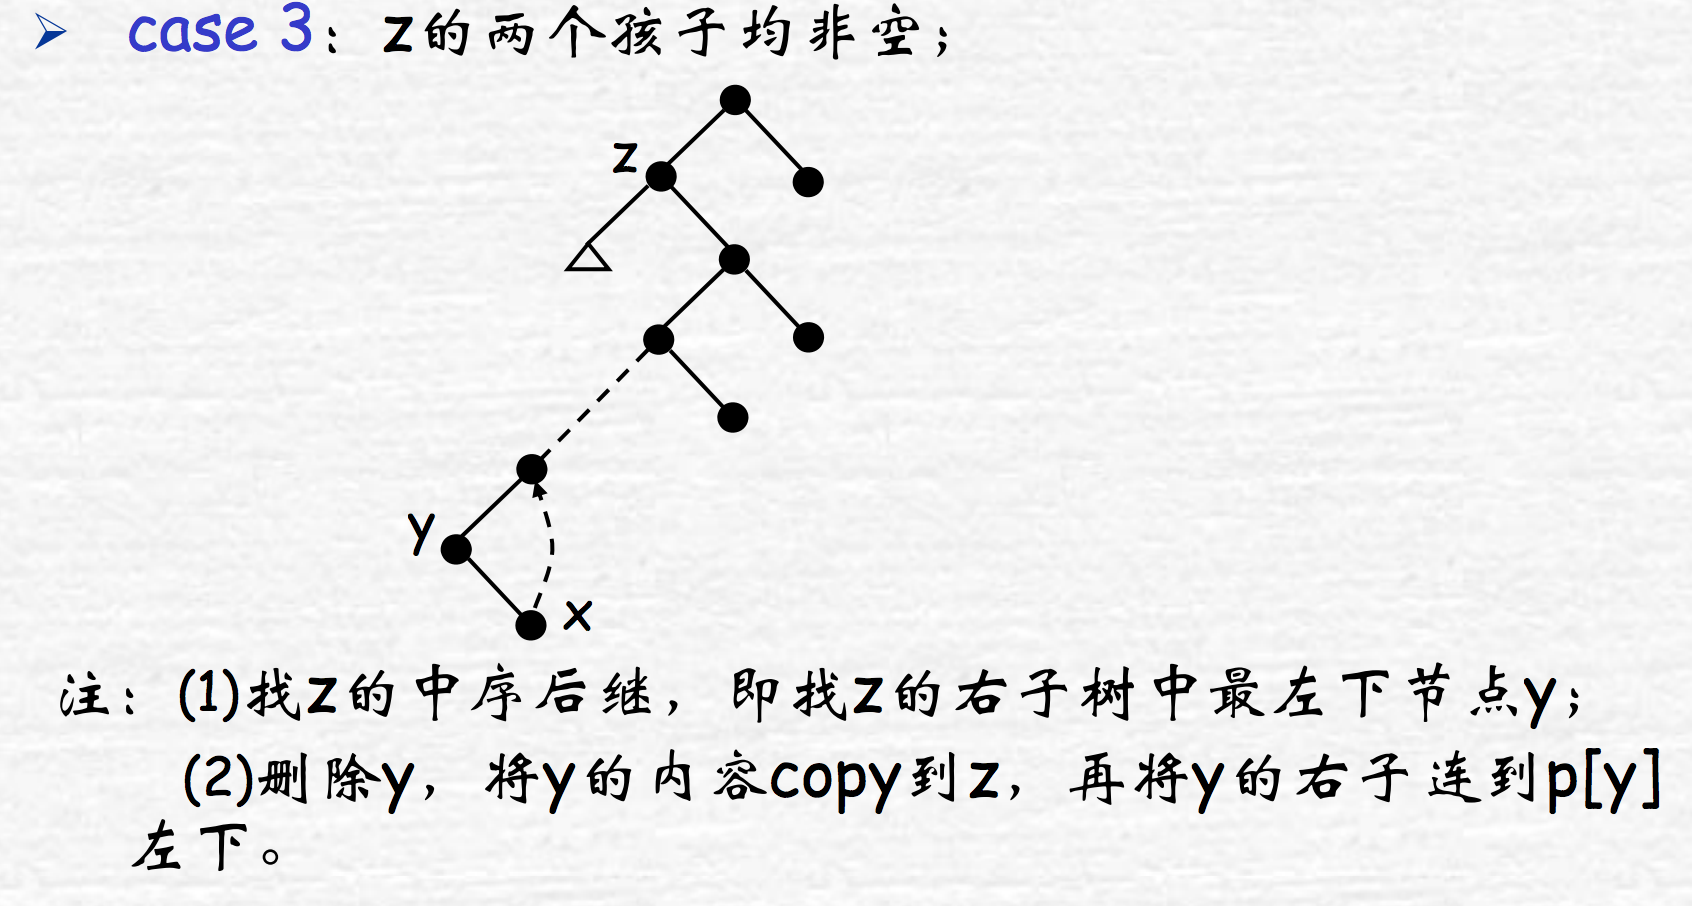 case 3：z的两个孩子均非空；
z
y
x
注：(1)找z的中序后继，即找z的右子树中最左下节点y；
(2)删除y，将y的内容copy到z，再将y的右子连到p[y]
左下。